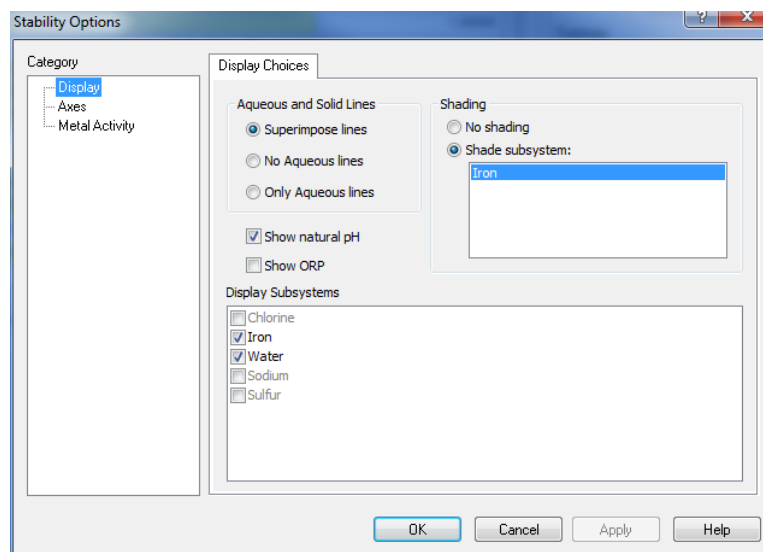 Stability Options
? X
Category
Display
Axes
Metal Activity
Display Choices
Aqueous and Solid Lines
Superimpose lines
No Aqueous lines
Only Aqueous lines
Show natural pH
Show ORP
Shading
No shading
Shade subsystem:
Iron
Display Subsystems
Chlorine
Iron
Water
Sodium
Sulfur
OK Cancel Apply Help